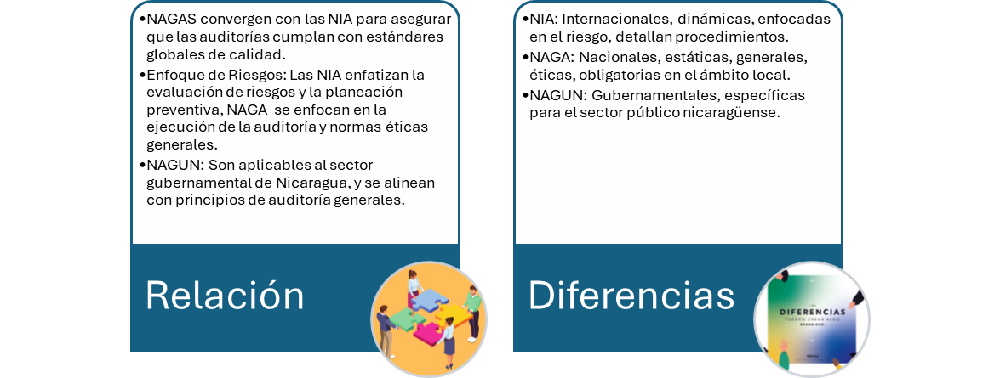 •NAGAS convergen con las NIA para asegurar
que las auditorías cumplan con estándares
globales de calidad.
•Enfoque de Riesgos: Las NIA enfatizan la
evaluación de riesgos y la planeación
preventiva, NAGA se enfocan en la
ejecución de la auditoría y normas éticas
generales.
•NAGUN: Son aplicables al sector
gubernamental de Nicaragua, y se alinean
con principios de auditoría generales.
Relación
•NIA: Internacionales, dinámicas, enfocadas
en el riesgo, detallan procedimientos.
•NAGA: Nacionales, estáticas, generales,
éticas, obligatorias en el ámbito local.
•NAGUN: Gubernamentales, específicas
para el sector público nicaragüense.
Diferencias
LAS
DIFERENCIAS
PUEDEN CREAR ALGO